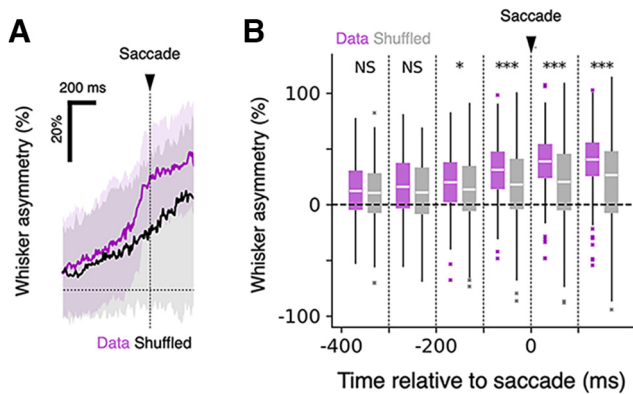 A
Saccade
200 ms
20%
Whisker asymmetry (%)
Data Shuffled
B
Saccade
Data Shuffled
NS NS * *** *** ***
Whisker asymmetry (%)
100
0
-100
-400 -200 0
Time relative to saccade (ms)